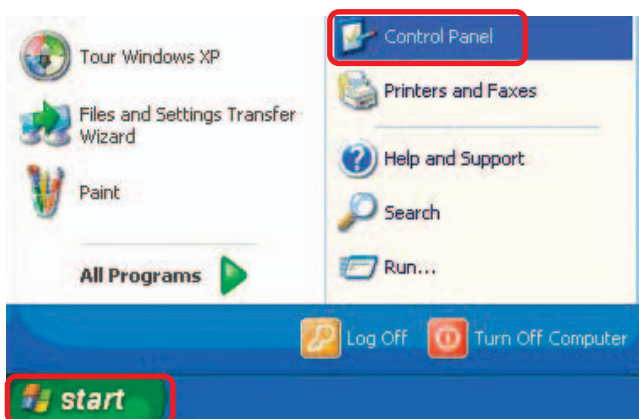 Tour Windows XP
Files and Settings Transfer
Wizard
Paint
All Programs
Control Panel
Printers and Faxes
Help and Support
Search
Run...
Log Off
Turn Off Computer
start